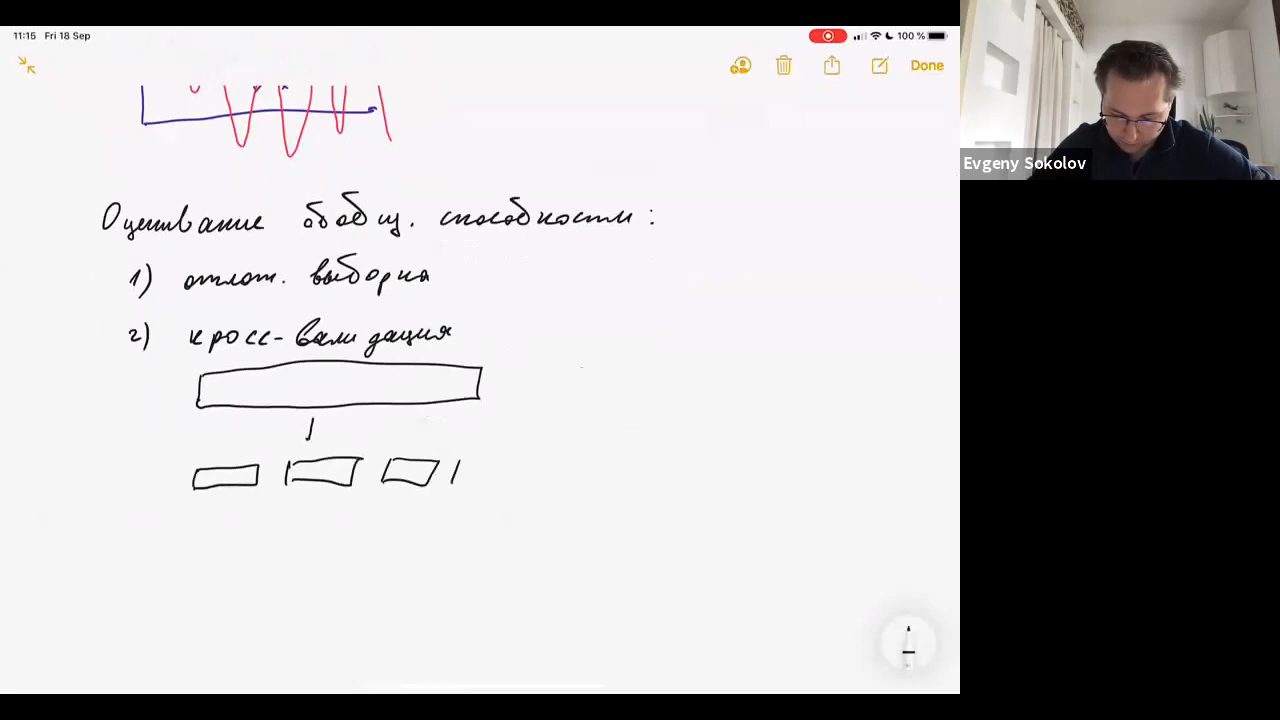 11:15 Fri 18 Sep 100 %
Done
Evgeny Sokolov
Оценивание обобщ. способности:
1) отлож. выборка
2) кросс-валидация